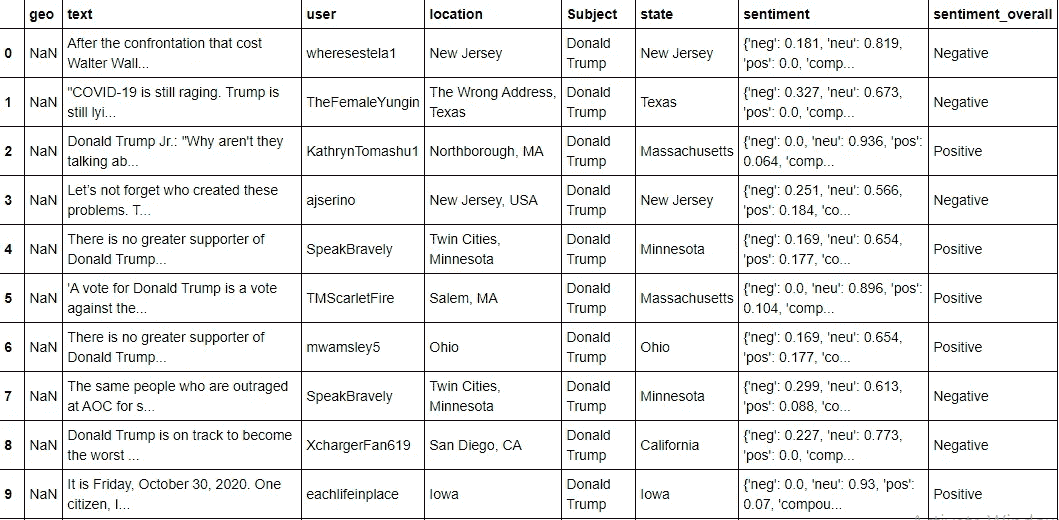 geo text user location Subject state sentiment sentiment_overall
0 NaN After the confrontation that cost Walter Wall... wheresestela1 New Jersey Donald Trump New Jersey {'neg': 0.181, 'neu': 0.819, 'pos': 0.0, 'comp... Negative
1 NaN "COVID-19 is still raging. Trump is still lyi... TheFemaleYungin The Wrong Address, Texas Donald Trump Texas {'neg': 0.327, 'neu': 0.673, 'pos': 0.0, 'comp... Negative
2 NaN Donald Trump Jr.: "Why aren't they talking ab... KathrynTomashu1 Northborough, MA Donald Trump Massachusetts {'neg': 0.0, 'neu': 0.936, 'pos': 0.064, 'comp... Positive
3 NaN Let's not forget who created these problems. T... ajserino New Jersey, USA Donald Trump New Jersey {'neg': 0.251, 'neu': 0.566, 'pos': 0.184, 'co... Negative
4 NaN There is no greater supporter of Donald Trump... SpeakBravely Twin Cities, Minnesota Donald Trump Minnesota {'neg': 0.169, 'neu': 0.654, 'pos': 0.177, 'co... Positive
5 NaN 'A vote for Donald Trump is a vote against the... TMScarletFire Salem, MA Donald Trump Massachusetts {'neg': 0.0, 'neu': 0.896, 'pos': 0.104, 'comp... Positive
6 NaN There is no greater supporter of Donald Trump... mwamsley5 Ohio Donald Trump Ohio {'neg': 0.169, 'neu': 0.654, 'pos': 0.177, 'co... Positive
7 NaN The same people who are outraged at AOC for s... SpeakBravely Twin Cities, Minnesota Donald Trump Minnesota {'neg': 0.299, 'neu': 0.613, 'pos': 0.088, 'co... Negative
8 NaN Donald Trump is on track to become the worst ... XchargerFan619 San Diego, CA Donald Trump California {'neg': 0.227, 'neu': 0.773, 'pos': 0.0, 'comp... Negative
9 NaN It is Friday, October 30, 2020. One citizen, I... eachlifeinplace Iowa Donald Trump Iowa {'neg': 0.0, 'neu': 0.93, 'pos': 0.07, 'compou... Positive